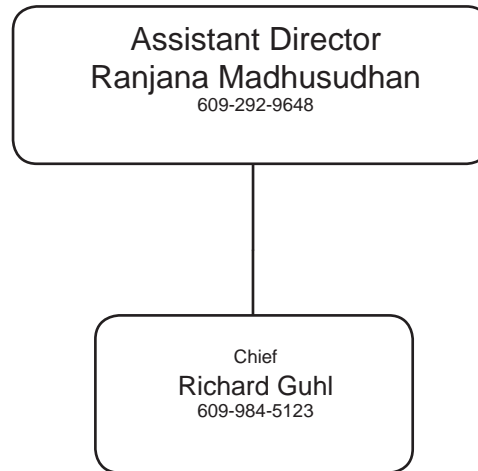 Assistant Director
Ranjana Madhusudhan
609-292-9648
Chief
Richard Guhl
609-984-5123